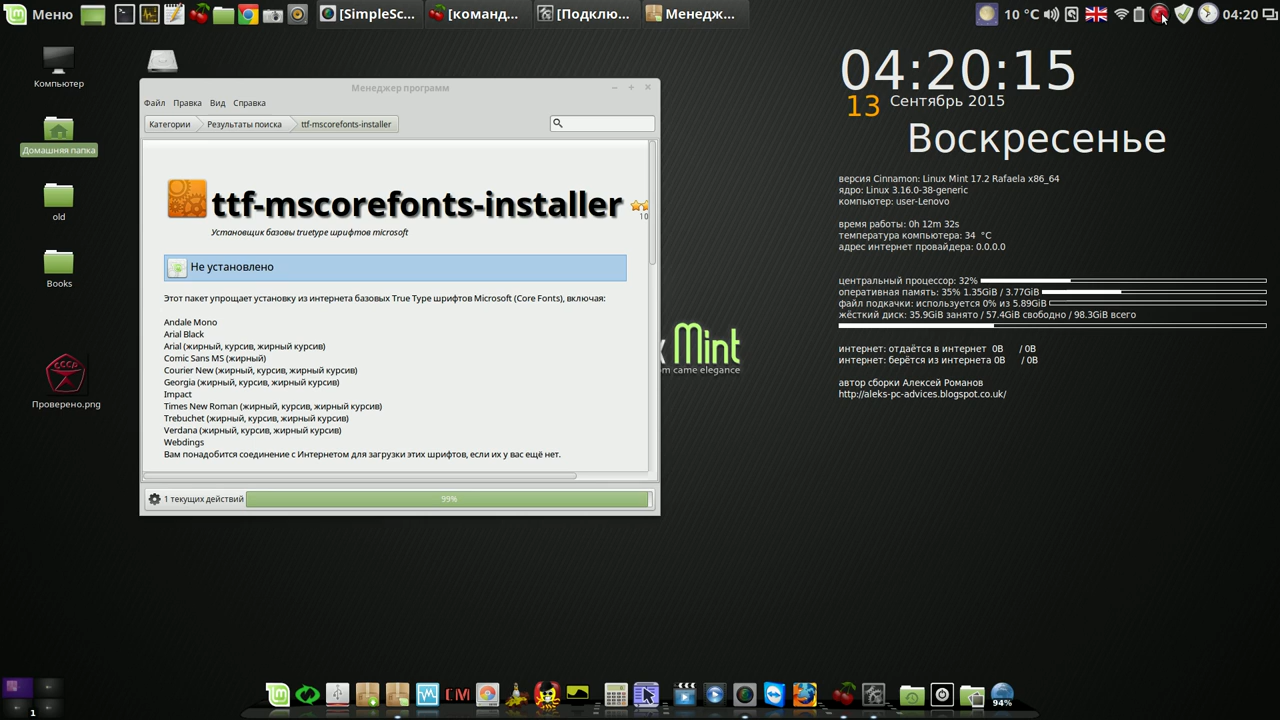 Меню
[SimpleSc...
[команд...
[Подклю...
Менедж...
10 °C
04:20
Компьютер
Домашняя папка
old
Books
СССР
Проверено.png
Менеджер программ
Файл Правка Вид Справка
Категории Результаты поиска ttf-mscorefonts-installer
ttf-mscorefonts-installer
10
Установщик базовы truetype шрифтов microsoft
Не установлено
Этот пакет упрощает установку из интернета базовых True Type шрифтов Microsoft (Core Fonts), включая:
Andale Mono
Arial Black
Arial (жирный, курсив, жирный курсив)
Comic Sans MS (жирный)
Courier New (жирный, курсив, жирный курсив)
Georgia (жирный, курсив, жирный курсив)
Impact
Times New Roman (жирный, курсив, жирный курсив)
Trebuchet (жирный, курсив, жирный курсив)
Verdana (жирный, курсив, жирный курсив)
Webdings
Вам понадобится соединение с Интернетом для загрузки этих шрифтов, если их у вас ещё нет.
1 текущих действий 99%
x Mint
om came elegance
04:20:15
13 Сентябрь 2015
Воскресенье
версия Cinnamon: Linux Mint 17.2 Rafaela x86_64
ядро: Linux 3.16.0-38-generic
компьютер: user-Lenovo
время работы: 0h 12m 32s
температура компьютера: 34 °C
адрес интернет провайдера: 0.0.0.0
центральный процессор: 32%
оперативная память: 35% 1.35GiB / 3.77GiB
файл подкачки: используется 0% из 5.89GiB
жёсткий диск: 35.9GiB занято / 57.4GiB свободно / 98.3GiB всего
интернет: отдаётся в интернет 0B / 0B
интернет: берётся из интернета 0B / 0B
автор сборки Алексей Романов
http://aleks-pc-advices.blogspot.co.uk/
1
94%